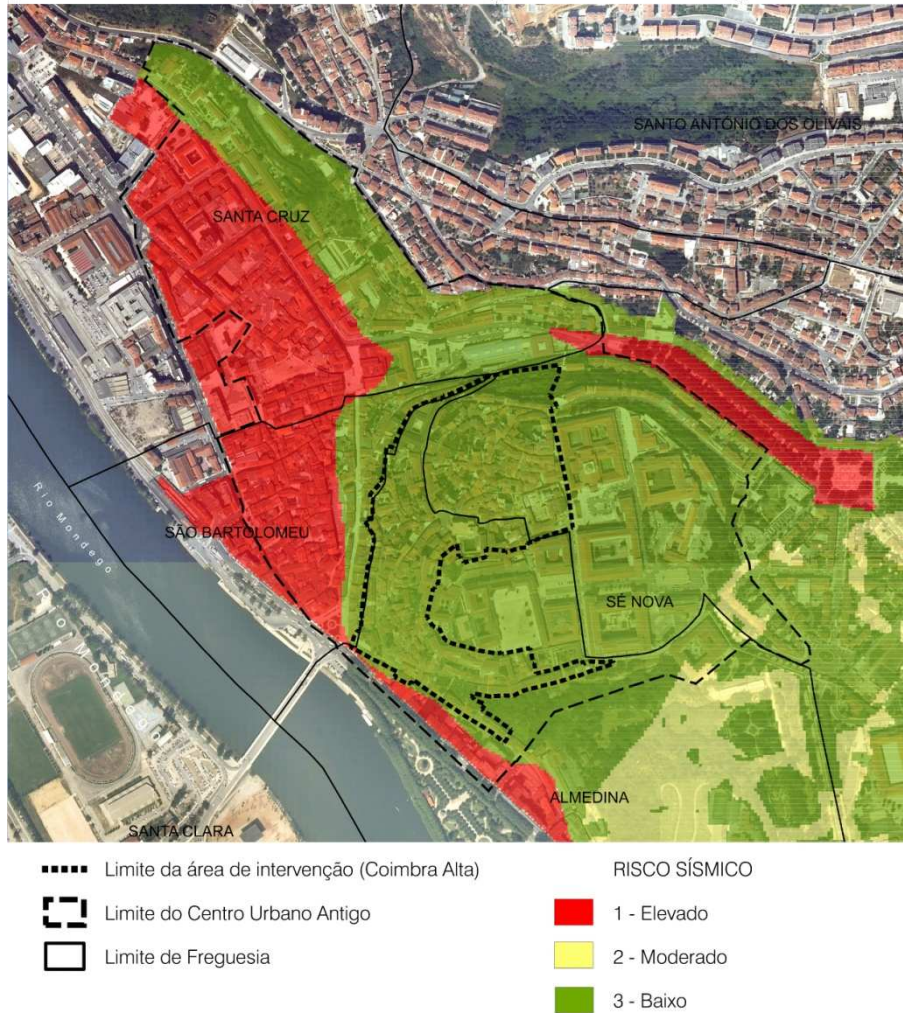 SANTO ANTÓNIO DOS OLIVAIS
SANTA CRUZ
Rio Mondego
SÃO BARTOLOMEU
SÉ NOVA
ALMEDINA
SANTA CLARA
Limite da área de intervenção (Coimbra Alta)
Limite do Centro Urbano Antigo
Limite de Freguesia
RISCO SÍSMICO
1 - Elevado
2 - Moderado
3 - Baixo